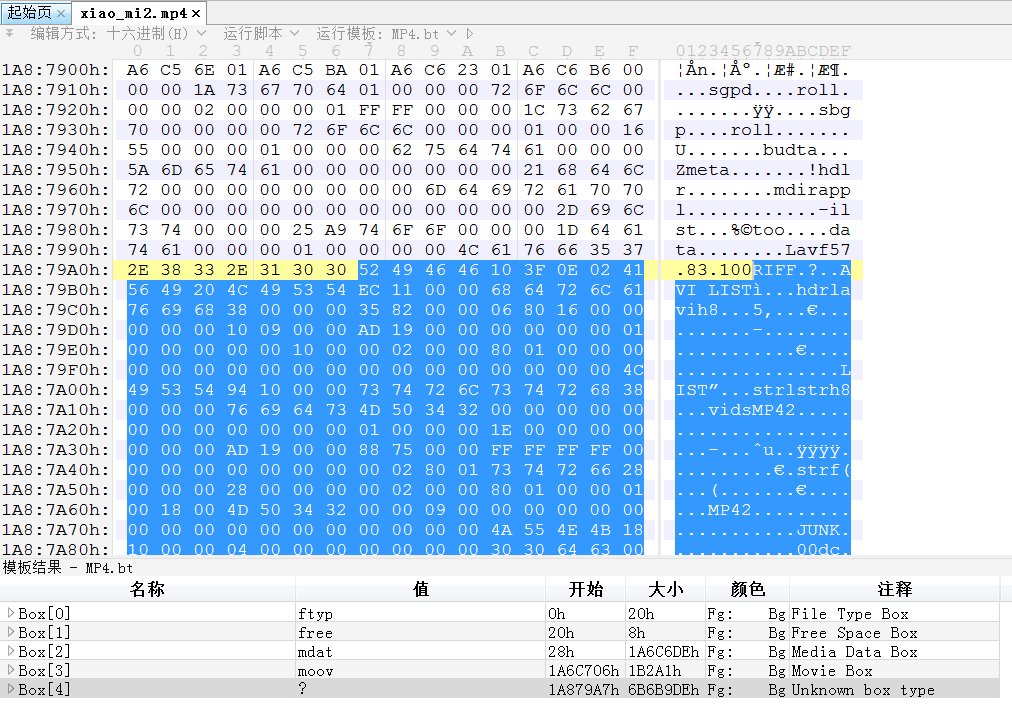 起始页 × xiao_mi2.mp4 ×
编辑方式: 十六进制(H) 运行脚本 运行模板: MP4.bt
0 1 2 3 4 5 6 7 8 9 A B C D E F 0123456789ABCDEF
1A8:7900h: A6 C5 6E 01 A6 C5 BA 01 A6 C6 23 01 A6 C6 B6 00 ¦Ån.¦Åº.¦Æ#.¦Æ¶.
1A8:7910h: 00 00 1A 73 67 70 64 01 00 00 00 72 6F 6C 6C 00 ...sgpd....roll.
1A8:7920h: 00 00 02 00 00 00 01 FF FF 00 00 00 1C 73 62 67 .......ÿÿ....sbg
1A8:7930h: 70 00 00 00 00 72 6F 6C 6C 00 00 00 01 00 00 16 p....roll.......
1A8:7940h: 55 00 00 00 01 00 00 00 62 75 64 74 61 00 00 00 U.......budta...
1A8:7950h: 5A 6D 65 74 61 00 00 00 00 00 00 00 21 68 64 6C Zmeta.......!hdl
1A8:7960h: 72 00 00 00 00 00 00 00 00 6D 64 69 72 61 70 70 r........mdirapp
1A8:7970h: 6C 00 00 00 00 00 00 00 00 00 00 00 00 2D 69 6C l............-il
1A8:7980h: 73 74 00 00 00 25 A9 74 6F 6F 00 00 00 1D 64 61 st...%©too....da
1A8:7990h: 74 61 00 00 00 01 00 00 00 00 4C 61 76 66 35 37 ta........Lavf57
1A8:79A0h: 2E 38 33 2E 31 30 30 52 49 46 46 10 3F 0E 02 41 .83.100RIFF.?..A
1A8:79B0h: 56 49 20 4C 49 53 54 EC 11 00 00 68 64 72 6C 61 VI LISTì...hdrla
1A8:79C0h: 76 69 68 38 00 00 00 35 82 00 00 06 80 16 00 00 vih8...5‚...€...
1A8:79D0h: 00 00 00 10 09 00 00 AD 19 00 00 00 00 00 00 01 .......-........
1A8:79E0h: 00 00 00 00 00 10 00 00 02 00 00 80 01 00 00 00 ...........€....
1A8:79F0h: 00 00 00 00 00 00 00 00 00 00 00 00 00 00 00 4C ...............L
1A8:7A00h: 49 53 54 94 10 00 00 73 74 72 6C 73 74 72 68 38 IST”...strlstrh8
1A8:7A10h: 00 00 00 76 69 64 73 4D 50 34 32 00 00 00 00 00 ...vidsMP42.....
1A8:7A20h: 00 00 00 00 00 00 00 01 00 00 00 1E 00 00 00 00 ................
1A8:7A30h: 00 00 00 AD 19 00 00 88 75 00 00 FF FF FF FF 00 ...-...ˆu..ÿÿÿÿ.
1A8:7A40h: 00 00 00 00 00 00 00 00 02 80 01 73 74 72 66 28 .........€.strf(
1A8:7A50h: 00 00 00 28 00 00 00 00 02 00 00 80 01 00 00 01 ...(.......€....
1A8:7A60h: 00 18 00 4D 50 34 32 00 00 00 09 00 00 00 00 00 ...MP42.........
1A8:7A70h: 00 00 00 00 00 00 00 00 00 00 00 4A 55 4E 4B 18 ...........JUNK.
1A8:7A80h: 10 00 00 04 00 00 00 00 00 00 00 30 30 64 63 00 ...........00dc.
模板结果 - MP4.bt
名称 值 开始 大小 颜色 注释
Box[0] ftyp 0h 20h Fg: Bg File Type Box
Box[1] free 20h 8h Fg: Bg Free Space Box
Box[2] mdat 28h 1A6C6DEh Fg: Bg Media Data Box
Box[3] moov 1A6C706h 1B2A1h Fg: Bg Movie Box
Box[4] ? 1A879A7h 6B6B9DEh Fg: Bg Unknown box type